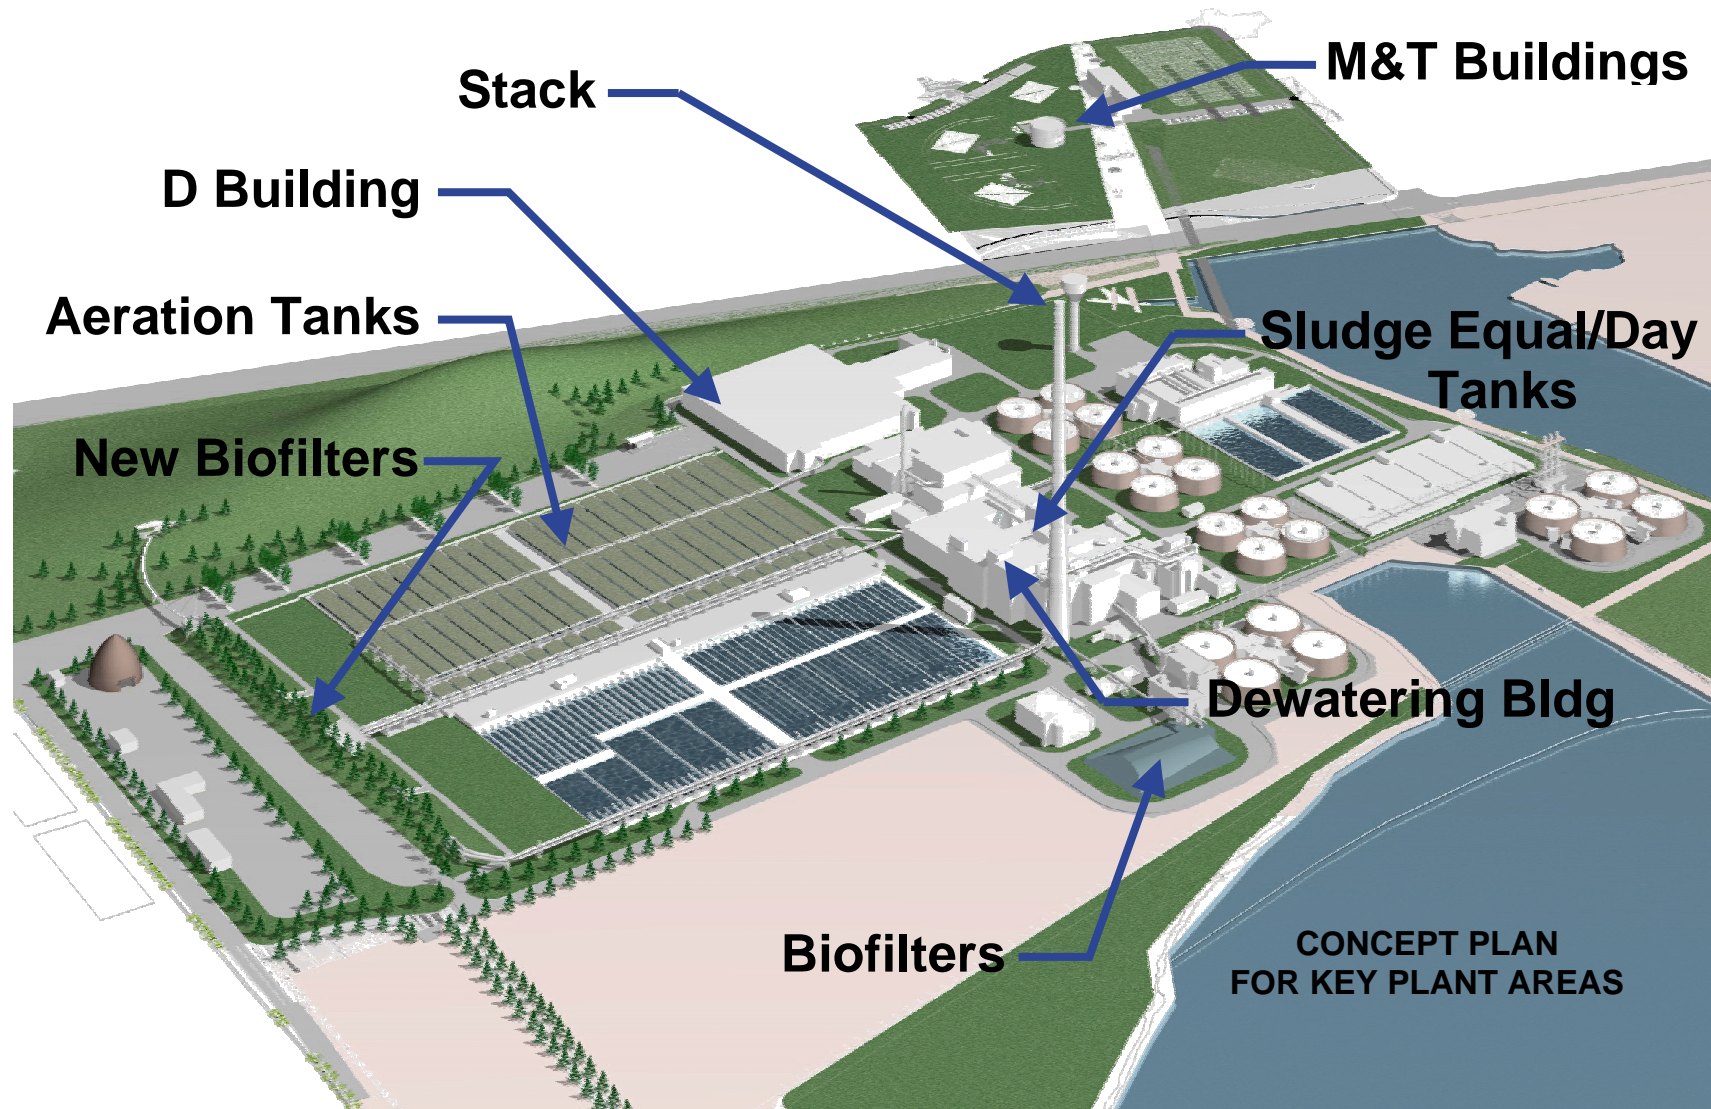 M&T Buildings
Stack
D Building
Aeration Tanks
Sludge Equal/Day
Tanks
New Biofilters
Dewatering Bldg
Biofilters
CONCEPT PLAN
FOR KEY PLANT AREAS